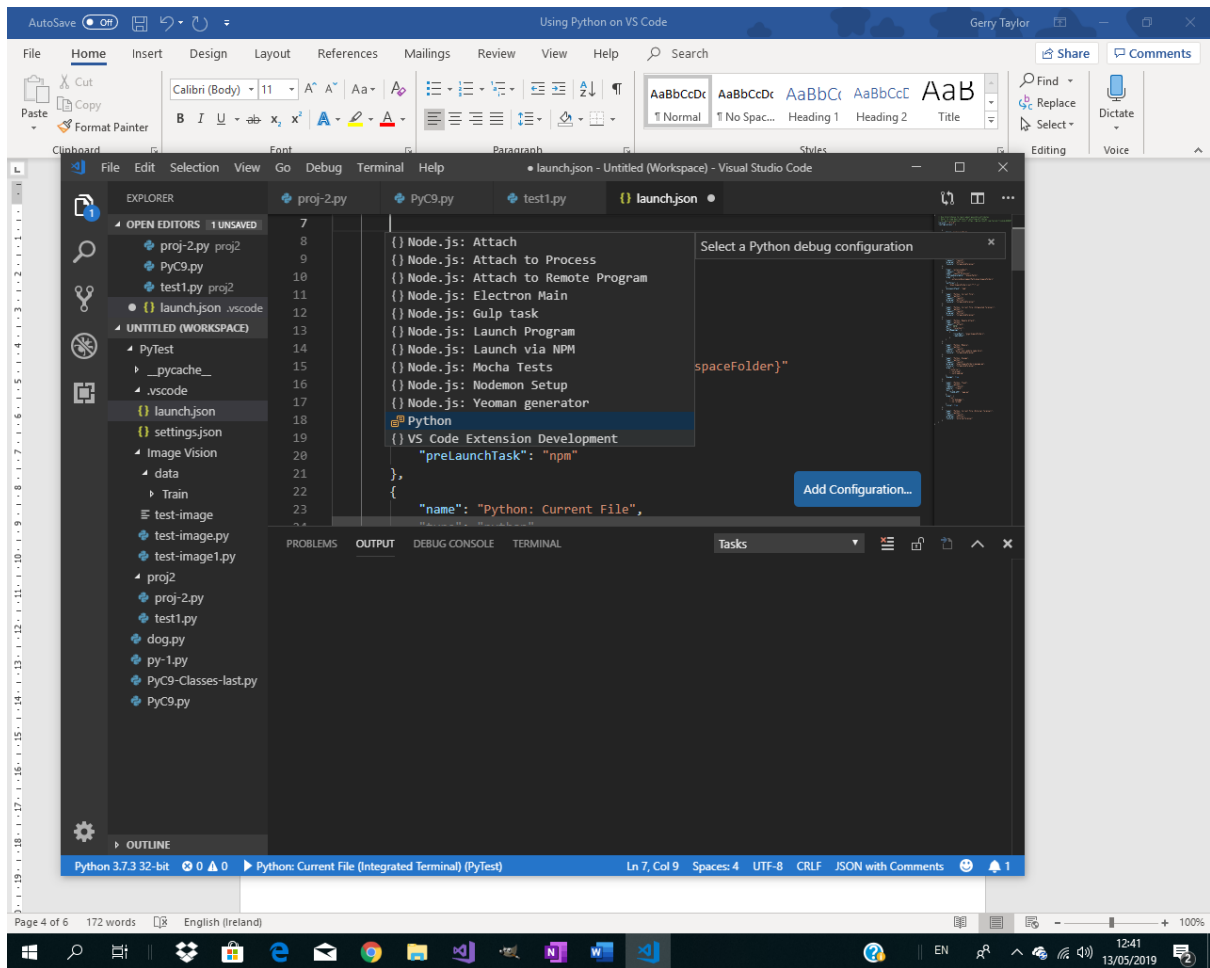 AutoSave Off Using Python on VS Code Gerry Taylor
File Home Insert Design Layout References Mailings Review View Help Search Share Comments
Cut
Copy
Paste
Format Painter
Calibri (Body) 11
AaBbCcDc AaBbCcDc AaBbCc AaBbCcC AaB
¶ Normal ¶ No Spac... Heading 1 Heading 2 Title
Find
Replace
Select
Dictate
Clipboard Font Paragraph Styles Editing Voice
File Edit Selection View Go Debug Terminal Help ● launch.json - Untitled (Workspace) - Visual Studio Code
EXPLORER
proj-2.py PyC9.py test1.py {} launch.json ●
OPEN EDITORS 1 UNSAVED
proj-2.py proj2
PyC9.py
test1.py proj2
● {} launch.json .vscode
UNTITLED (WORKSPACE)
PyTest
__pycache__
.vscode
{} launch.json
{} settings.json
Image Vision
data
Train
test-image
test-image.py
test-image1.py
proj2
proj-2.py
test1.py
dog.py
py-1.py
PyC9-Classes-last.py
PyC9.py
OUTLINE
7
8 {} Node.js: Attach
9 {} Node.js: Attach to Process
10 {} Node.js: Attach to Remote Program
11 {} Node.js: Electron Main
12 {} Node.js: Gulp task
13 {} Node.js: Launch Program
14 {} Node.js: Launch via NPM
15 {} Node.js: Mocha Tests spaceFolder}"
16 {} Node.js: Nodemon Setup
17 {} Node.js: Yeoman generator
18 Python
19 {} VS Code Extension Development
20 "preLaunchTask": "npm"
21 },
22 {
23 "name": "Python: Current File",
24 "type": "python"
Select a Python debug configuration ×
Add Configuration...
PROBLEMS OUTPUT DEBUG CONSOLE TERMINAL Tasks
Python 3.7.3 32-bit 0 0 Python: Current File (Integrated Terminal) (PyTest) Ln 7, Col 9 Spaces: 4 UTF-8 CRLF JSON with Comments 1
Page 4 of 6 172 words English (Ireland) 100%
EN 12:41
13/05/2019 2